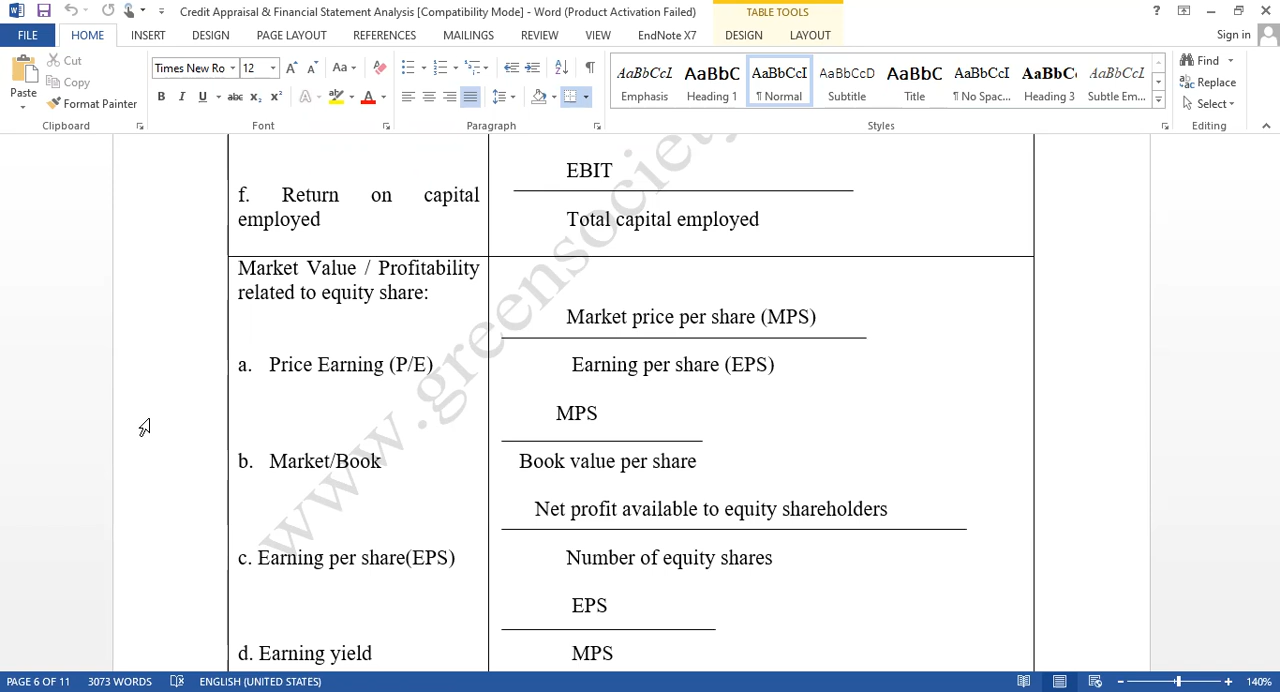 Credit Appraisal & Financial Statement Analysis [Compatibility Mode] - Word (Product Activation Failed)
TABLE TOOLS
?
FILE HOME INSERT DESIGN PAGE LAYOUT REFERENCES MAILINGS REVIEW VIEW EndNote X7 DESIGN LAYOUT Sign in
Paste
Cut
Copy
Format Painter
Clipboard
Times New Ro 12
Font
Paragraph
AaBbCcI AaBbC AaBbCcI AaBbCcD AaBbC AaBbCcI AaBbC AaBbCcI
Emphasis Heading 1 ¶ Normal Subtitle Title ¶ No Spac... Heading 3 Subtle Em...
Styles
Find
Replace
Select
Editing
EBIT
f. Return on capital
employed
Total capital employed
Market Value / Profitability
related to equity share:
Market price per share (MPS)
a. Price Earning (P/E)
Earning per share (EPS)
MPS
b. Market/Book
Book value per share
Net profit available to equity shareholders
c. Earning per share(EPS)
Number of equity shares
EPS
d. Earning yield
MPS
www.greensociety
PAGE 6 OF 11 3073 WORDS ENGLISH (UNITED STATES) 140%